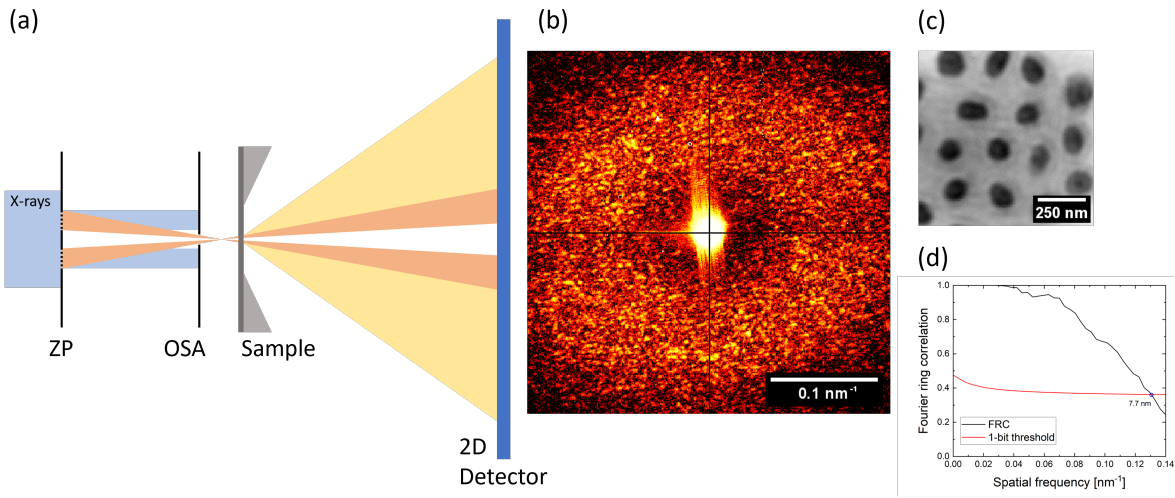 (a)
X-rays
ZP
OSA
Sample
2D
Detector
(b)
0.1 nm⁻¹
(c)
250 nm
(d)
Fourier ring correlation
1.0
0.8
0.6
0.4
0.2
0.0
7.7 nm
FRC
1-bit threshold
0.00 0.02 0.04 0.06 0.08 0.10 0.12 0.14
Spatial frequency [nm⁻¹]